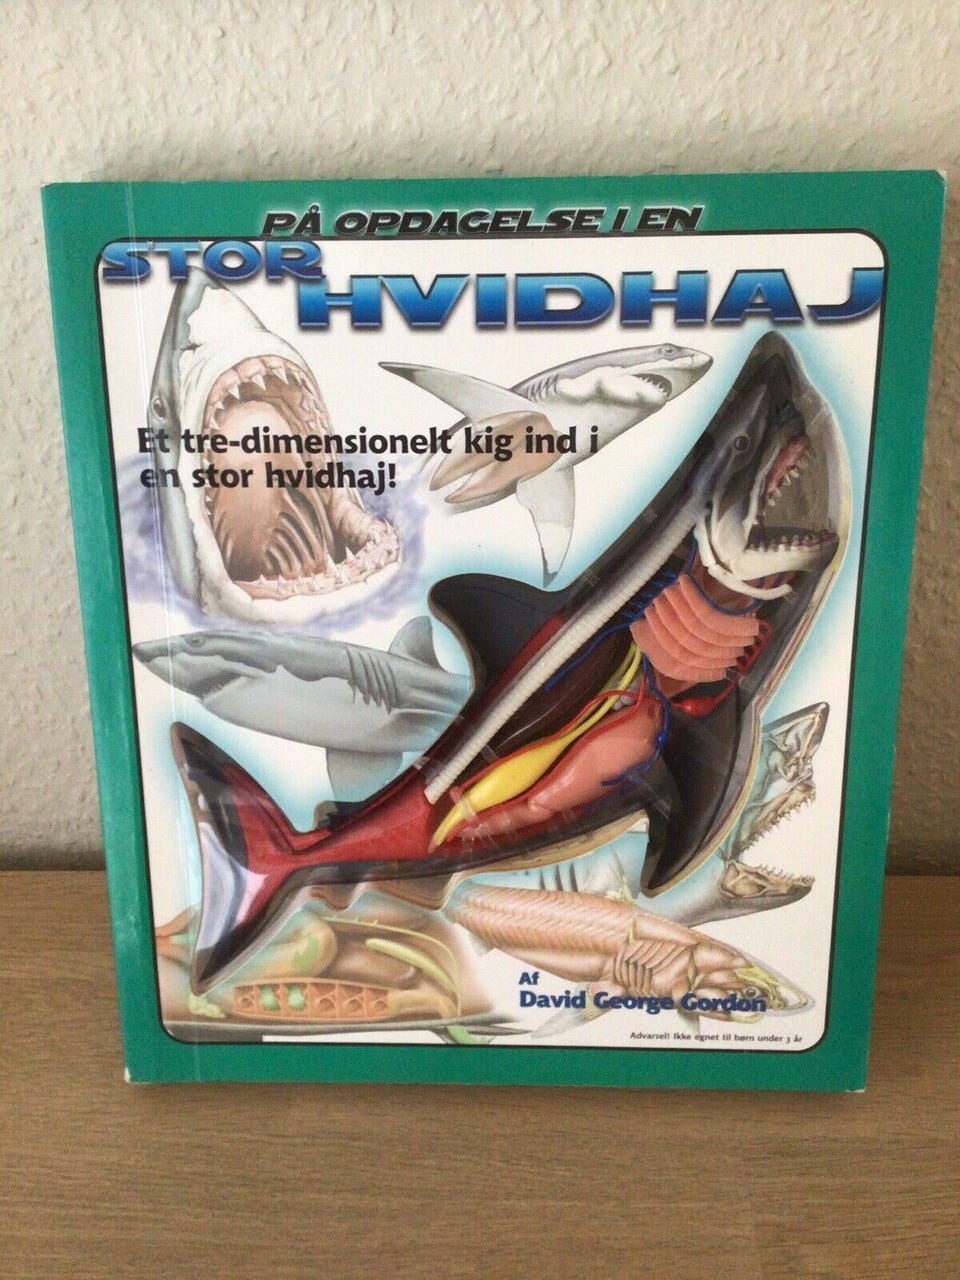 PÅ OPDAGELSE I EN
STOR
HVIDHAJ
Et tre-dimensionelt kig ind i
en stor hvidhaj!
Af
David George Gordon
Advarsel! Ikke egnet til børn under 3 år